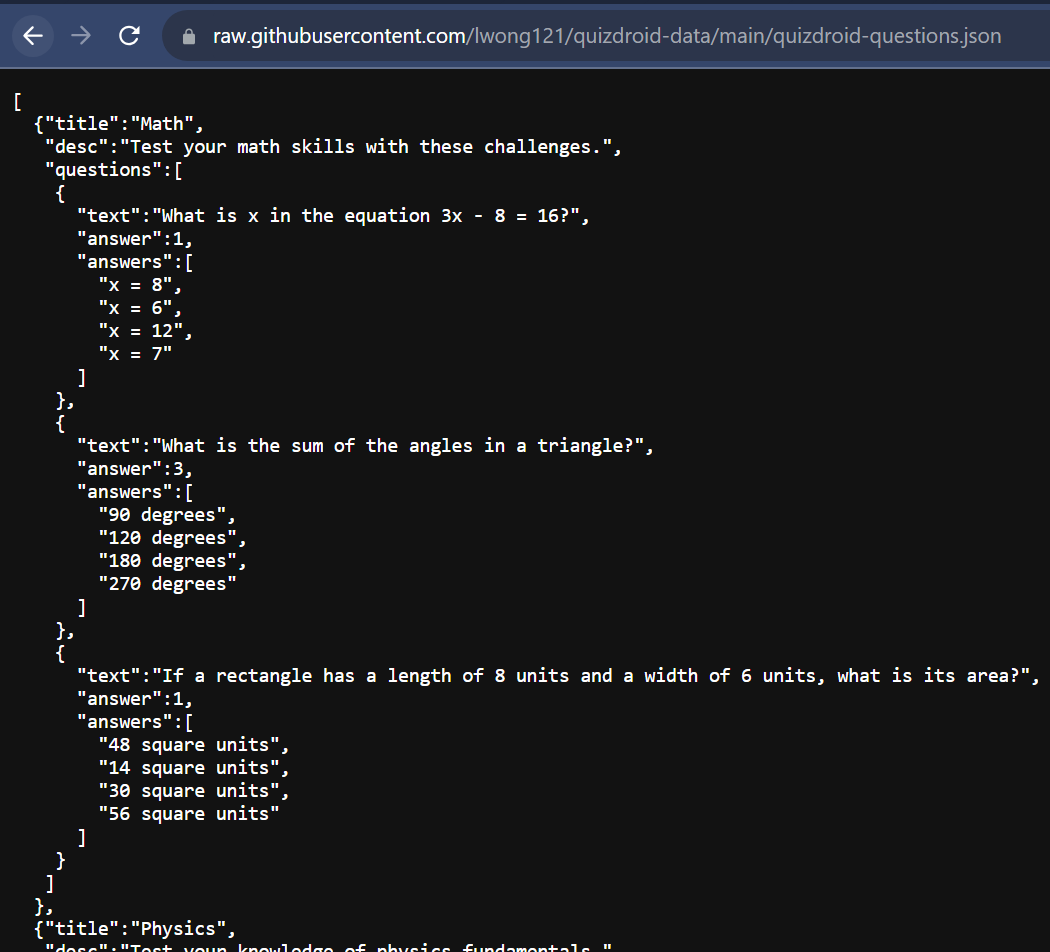 raw.githubusercontent.com/lwong121/quizdroid-data/main/quizdroid-questions.json
[
{"title":"Math",
"desc":"Test your math skills with these challenges.",
"questions":[
{
"text":"What is x in the equation 3x - 8 = 16?",
"answer":1,
"answers":[
"x = 8",
"x = 6",
"x = 12",
"x = 7"
]
},
{
"text":"What is the sum of the angles in a triangle?",
"answer":3,
"answers":[
"90 degrees",
"120 degrees",
"180 degrees",
"270 degrees"
]
},
{
"text":"If a rectangle has a length of 8 units and a width of 6 units, what is its area?",
"answer":1,
"answers":[
"48 square units",
"14 square units",
"30 square units",
"56 square units"
]
}
]
},
{"title":"Physics",
"desc":"Test your knowledge of physics fundamentals."